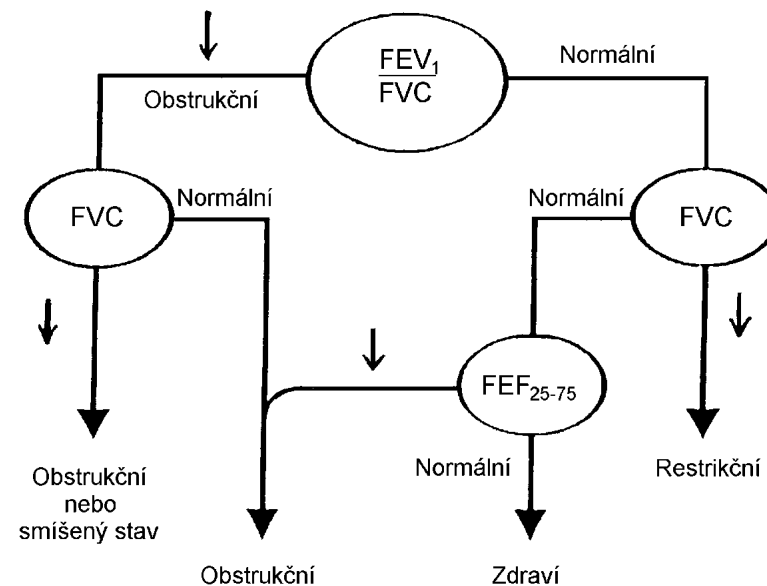 FEV₁
FVC
Normální
Obstrukční
FVC
Normální
Normální
FVC
FEF₂₅₋₇₅
Obstrukční
nebo
smíšený stav
Normální
Restrikční
Obstrukční
Zdraví